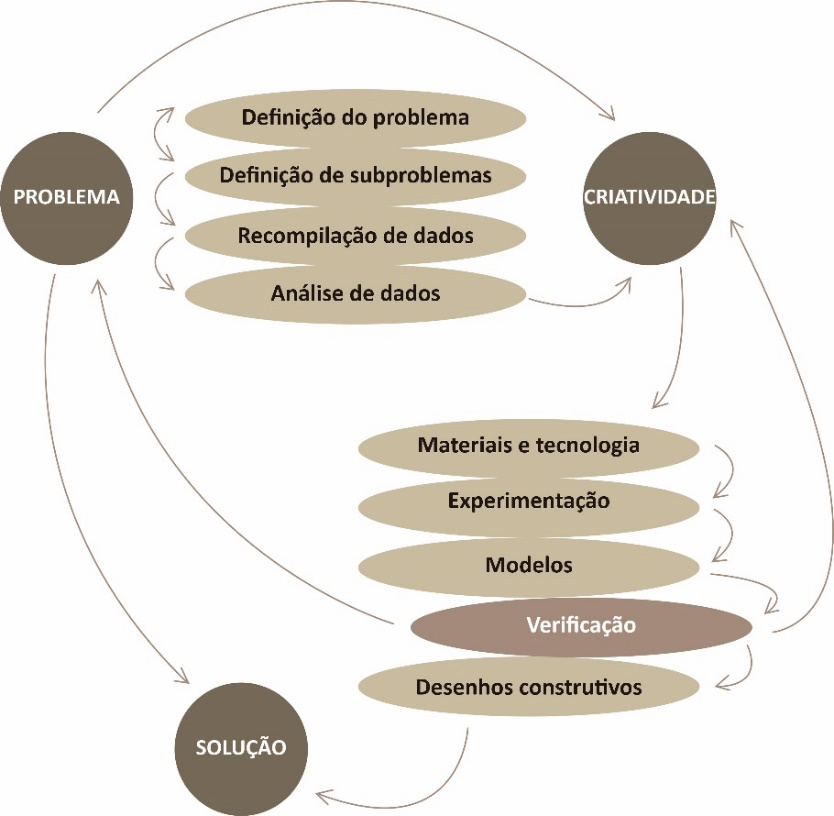 Definição do problema
Definição de subproblemas
PROBLEMA
CRIATIVIDADE
Recompilação de dados
Análise de dados
Materiais e tecnologia
Experimentação
Modelos
Verificação
Desenhos construtivos
SOLUÇÃO